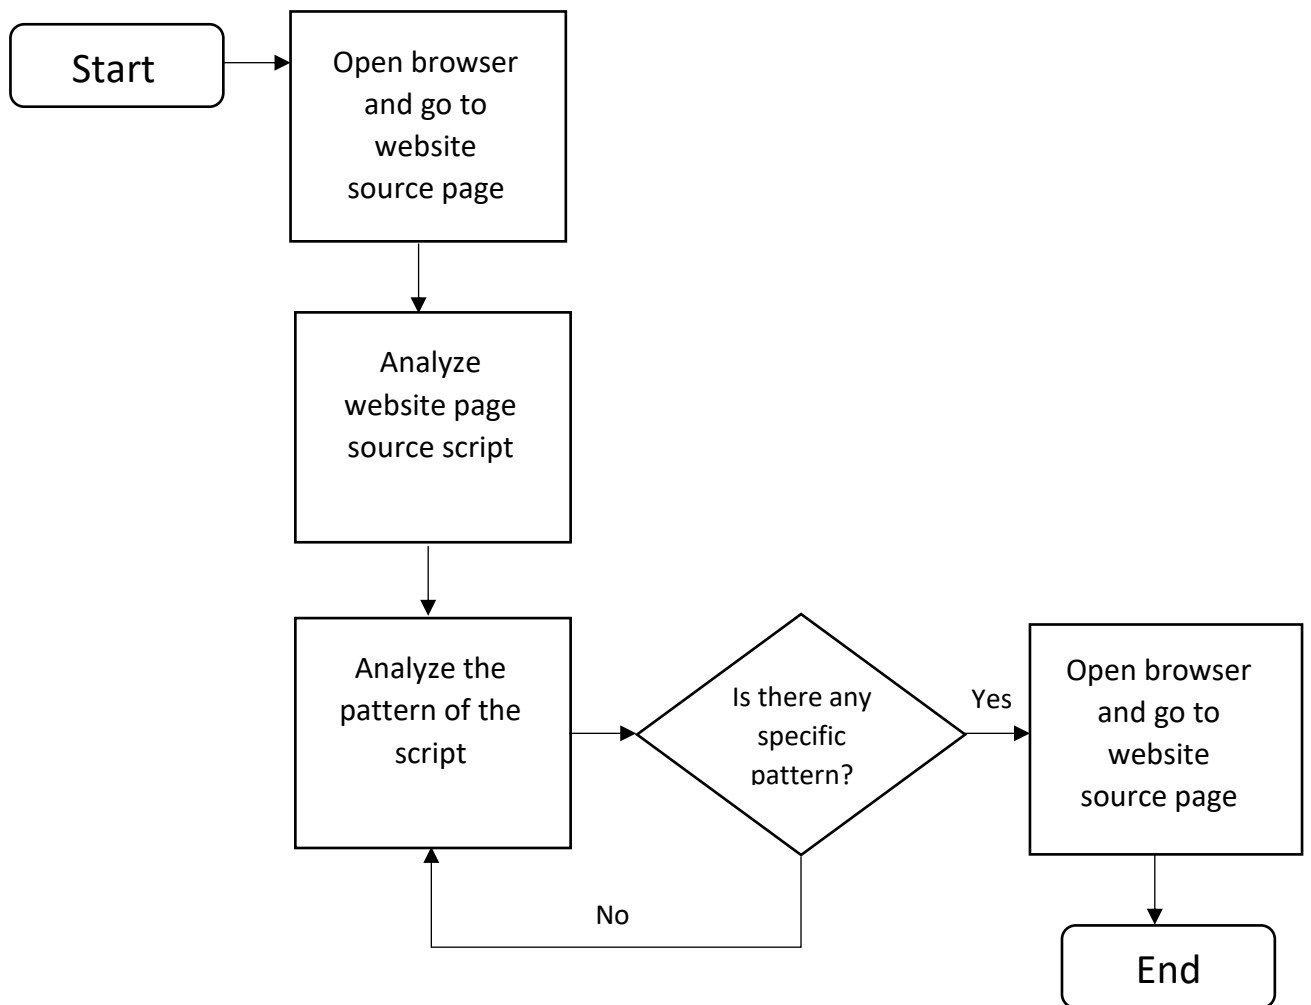 Start
Open browser
and go to
website
source page
Analyze
website page
source script
Analyze the
pattern of the
script
Is there any
specific
pattern?
Yes
Open browser
and go to
website
source page
No
End